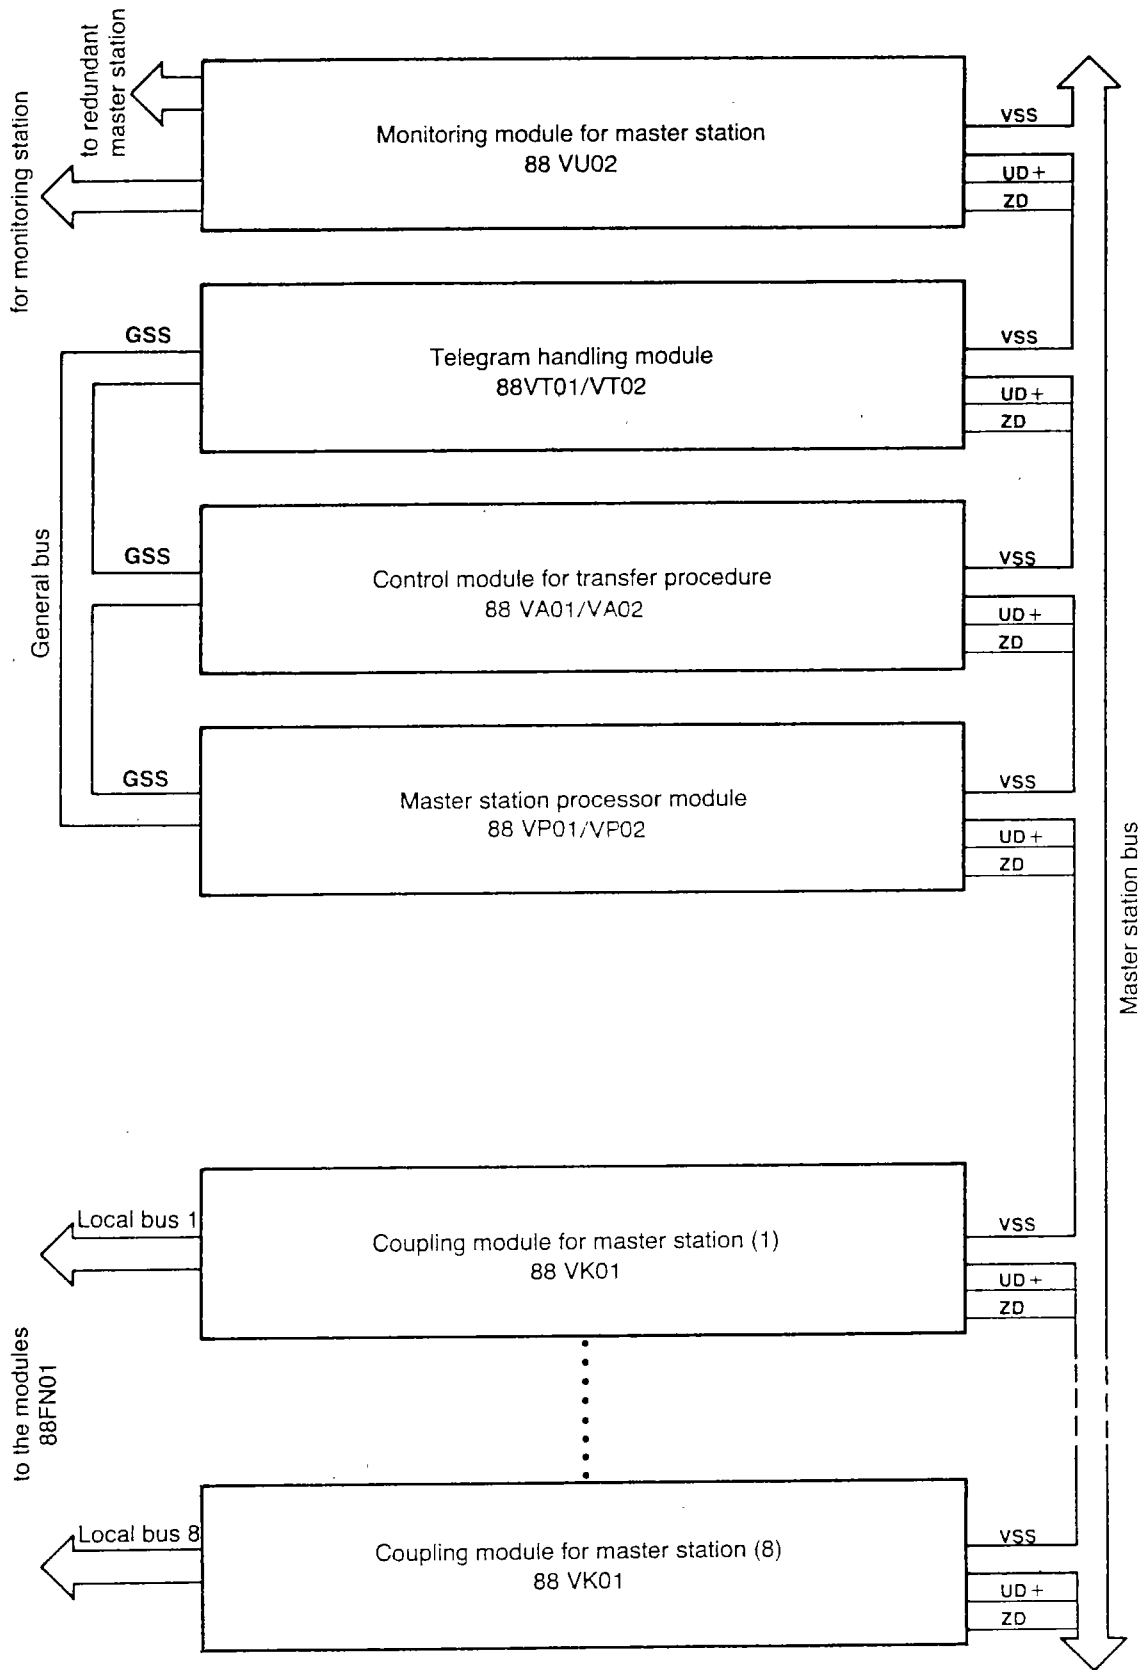 to redundant
master station
for monitoring station
Monitoring module for master station
88 VU02
VSS
UD+
ZD
GSS
Telegram handling module
88VT01/VT02
VSS
UD+
ZD
General bus
GSS
Control module for transfer procedure
88 VA01/VA02
VSS
UD+
ZD
GSS
Master station processor module
88 VP01/VP02
VSS
UD+
ZD
Master station bus
Local bus 1
Coupling module for master station (1)
88 VK01
VSS
UD+
ZD
to the modules
88FN01
Local bus 8
Coupling module for master station (8)
88 VK01
VSS
UD+
ZD